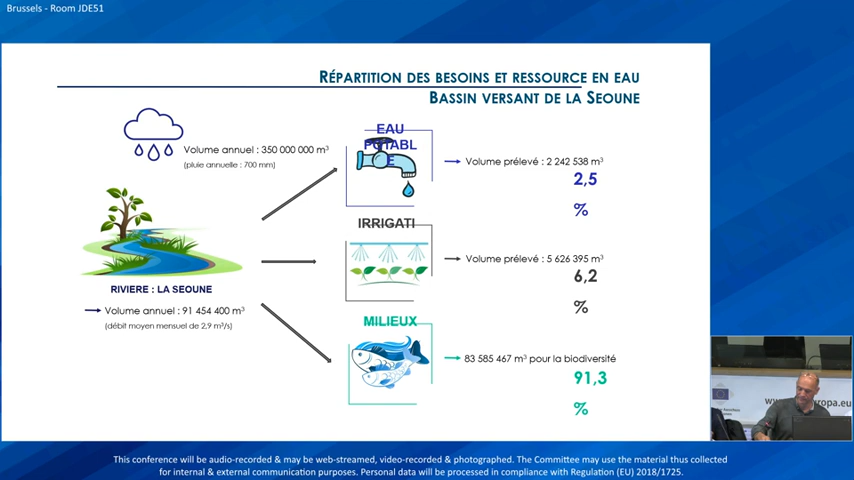 Brussels - Room JDE51
RÉPARTITION DES BESOINS ET RESSOURCE EN EAU
BASSIN VERSANT DE LA SEOUNE
Volume annuel : 350 000 000 m³
(pluie annuelle : 700 mm)
EAU
POTABL
E
Volume prélevé : 2 242 538 m³
2,5
%
IRRIGATI
Volume prélevé : 5 626 395 m³
6,2
%
RIVIERE : LA SEOUNE
Volume annuel : 91 454 400 m³
(débit moyen mensuel de 2,9 m³/s)
MILIEUX
83 585 467 m³ pour la biodiversité
91,3
%
This conference will be audio-recorded & may be web-streamed, video-recorded & photographed. The Committee may use the material thus collected
for internal & external communication purposes. Personal data will be processed in compliance with Regulation (EU) 2018/1725.